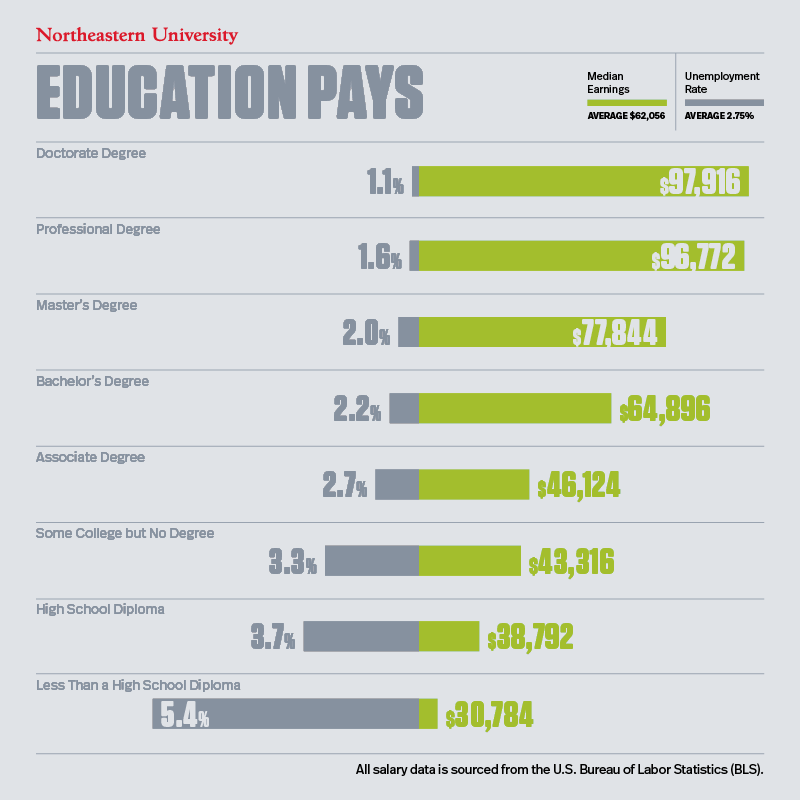 Northeastern University
EDUCATION PAYS
Median
Earnings
AVERAGE $62,056
Unemployment
Rate
AVERAGE 2.75%
Doctorate Degree
1.1% $97,916
Professional Degree
1.6% $96,772
Master's Degree
2.0% $77,844
Bachelor's Degree
2.2% $64,896
Associate Degree
2.7% $46,124
Some College but No Degree
3.3% $43,316
High School Diploma
3.7% $38,792
Less Than a High School Diploma
5.4% $30,784
All salary data is sourced from the U.S. Bureau of Labor Statistics (BLS).